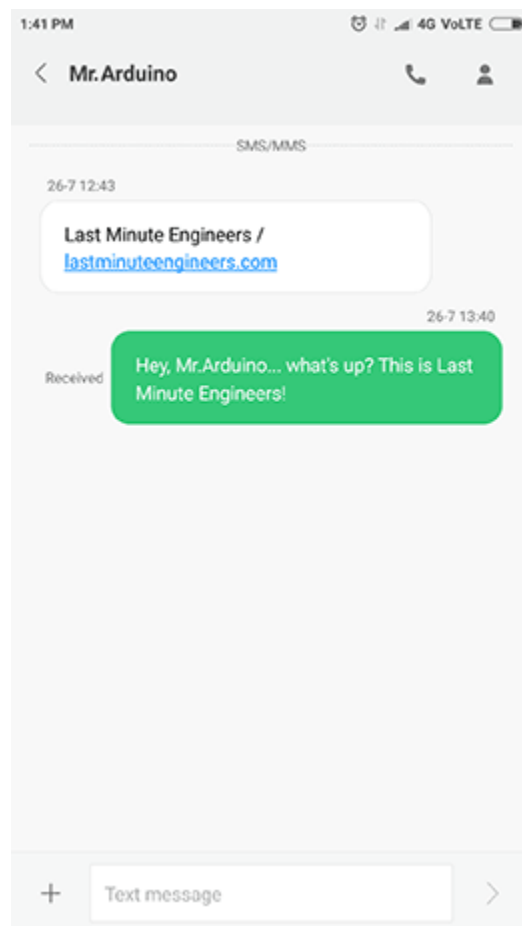 1:41 PM 4G VoLTE
Mr.Arduino
SMS/MMS
26-7 12:43
Last Minute Engineers /
lastminuteengineers.com
26-7 13:40
Received
Hey, Mr.Arduino... what's up? This is Last
Minute Engineers!
Text message